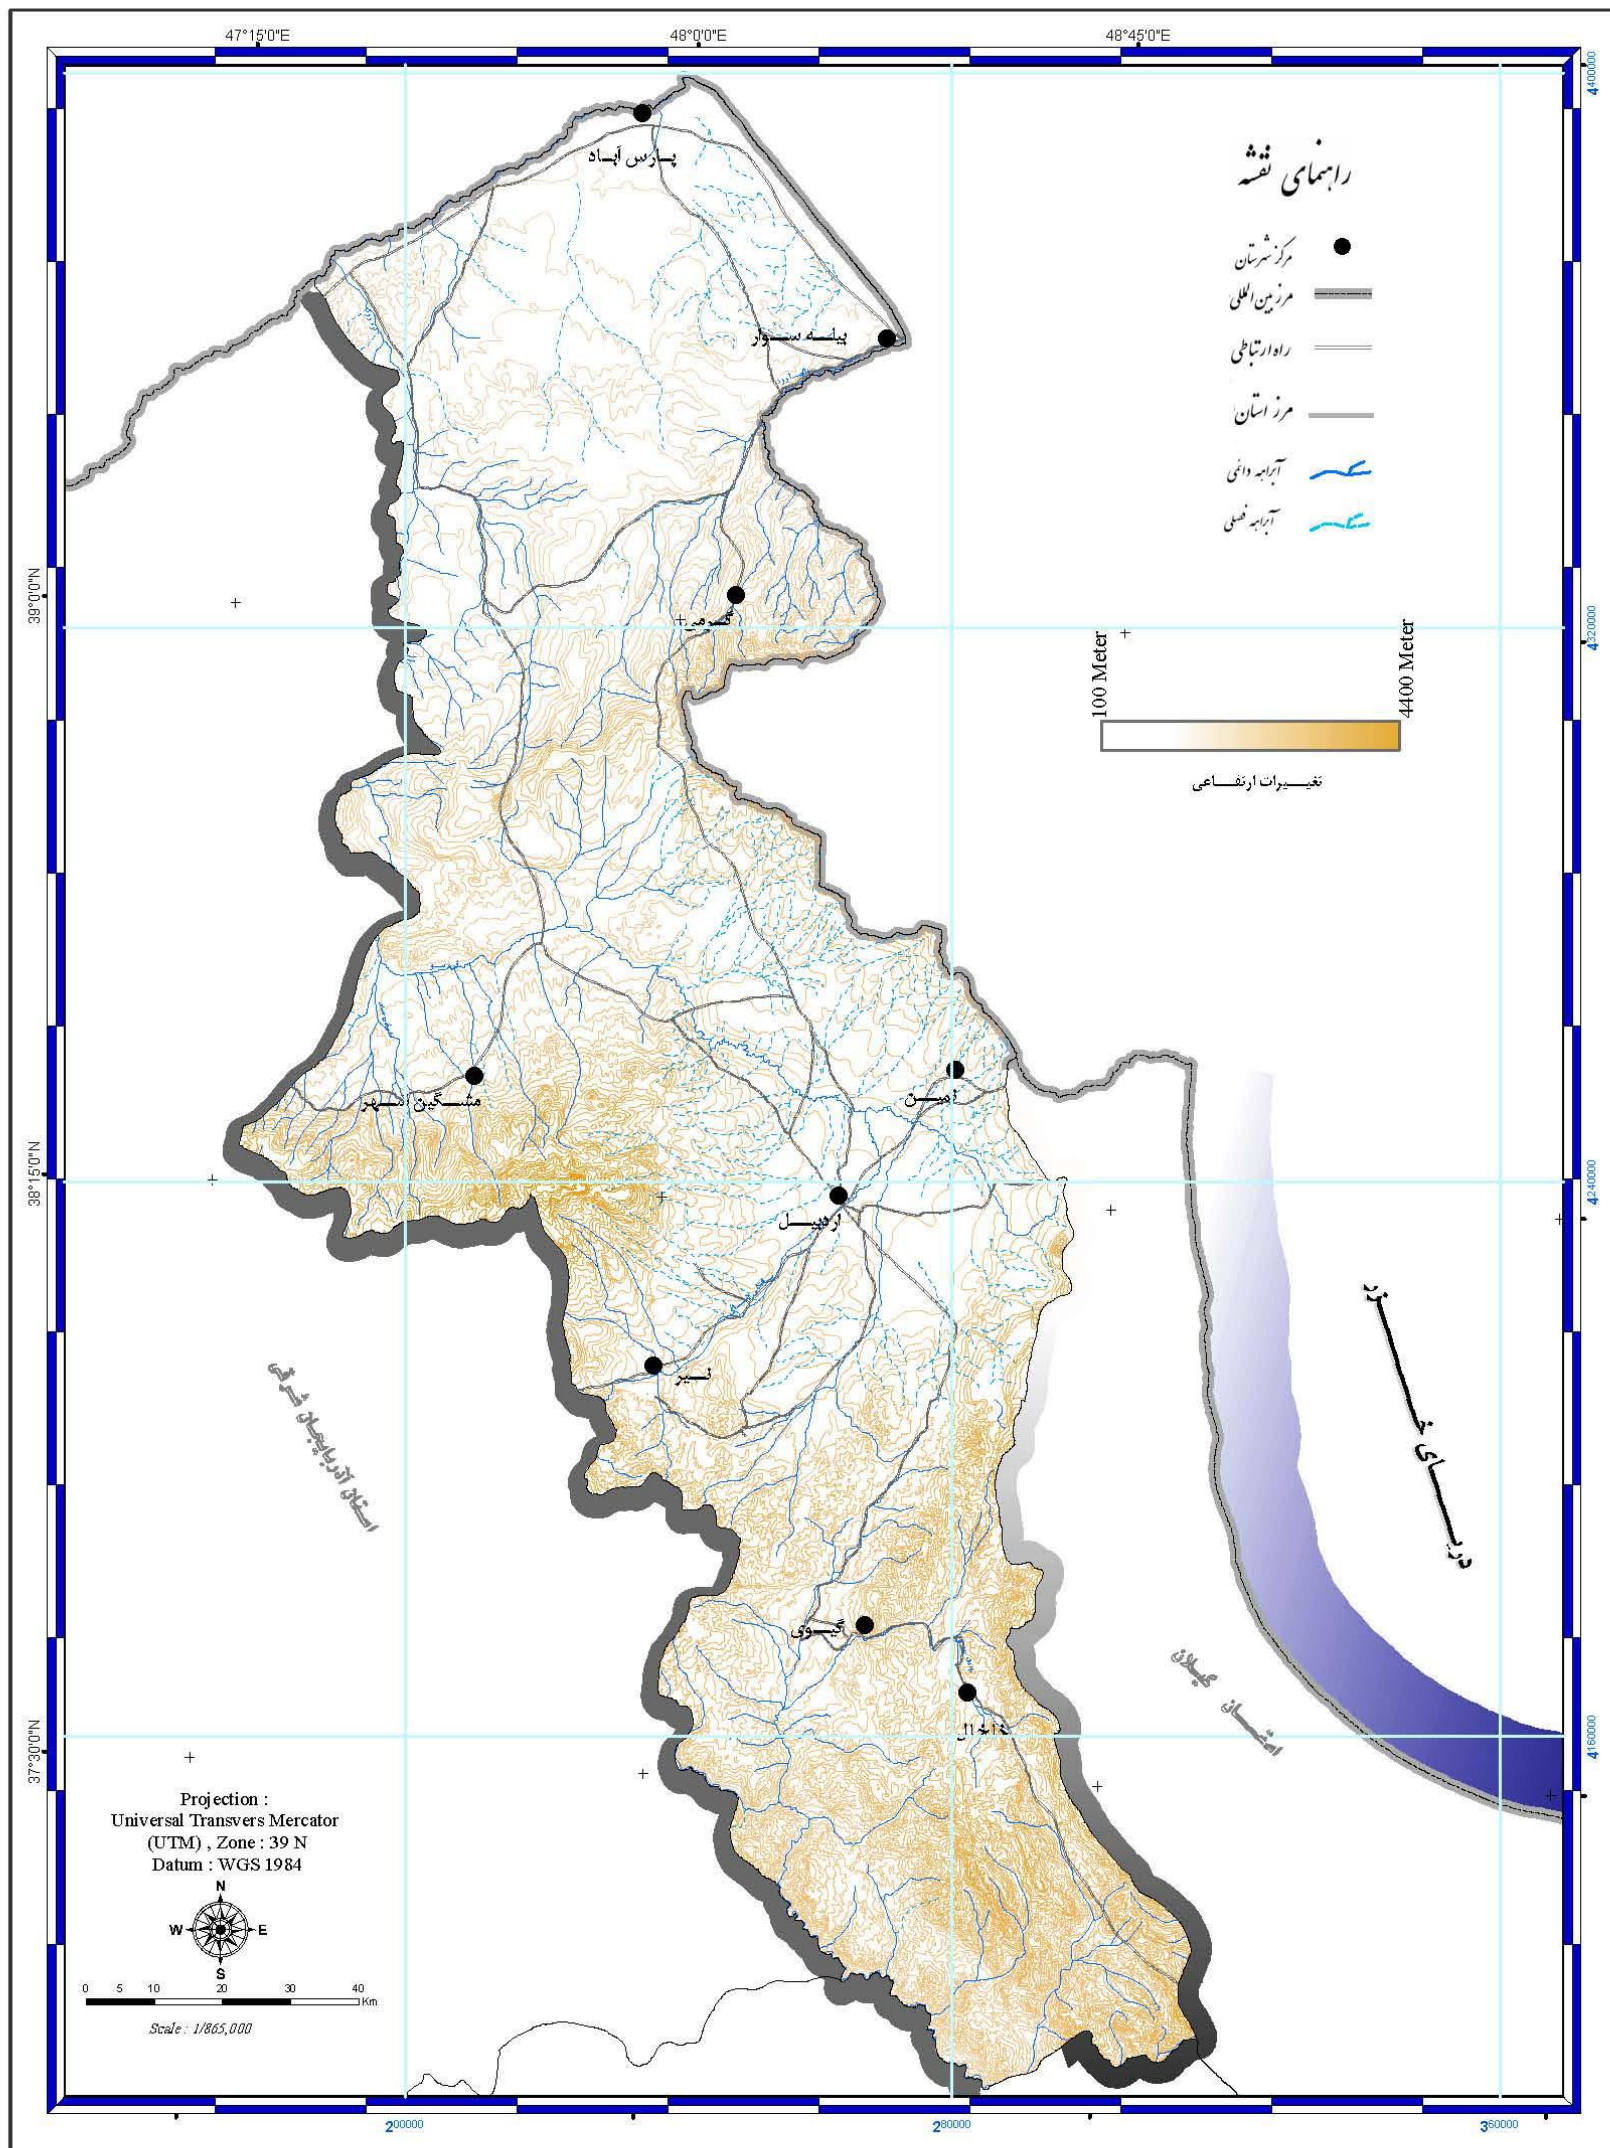 47°15'0"E
48°0'0"E
48°45'0"E
4400000
راهنمای نقشه
مرکز شهرستان
مرز بین المللی
راه ارتباطی
مرز استان
آبراهه دائمی
آبراهه فصلی
پارس آباد
بیله سوار
39°0'0"N
گرمی
4320000
100 Meter
4400 Meter
تغییرات ارتفاعی
مشگین شهر
نمین
38°15'0"N
4240000
اردبیل
دریای خزر
استان آذربایجان شرقی
نیر
گیوی
استان گیلان
خلخال
37°30'0"N
4160000
Projection :
Universal Transvers Mercator
(UTM) , Zone : 39 N
Datum : WGS 1984
N
W
E
S
0 5 10 20 30 40
Km
Scale : 1/865,000
200000
280000
360000